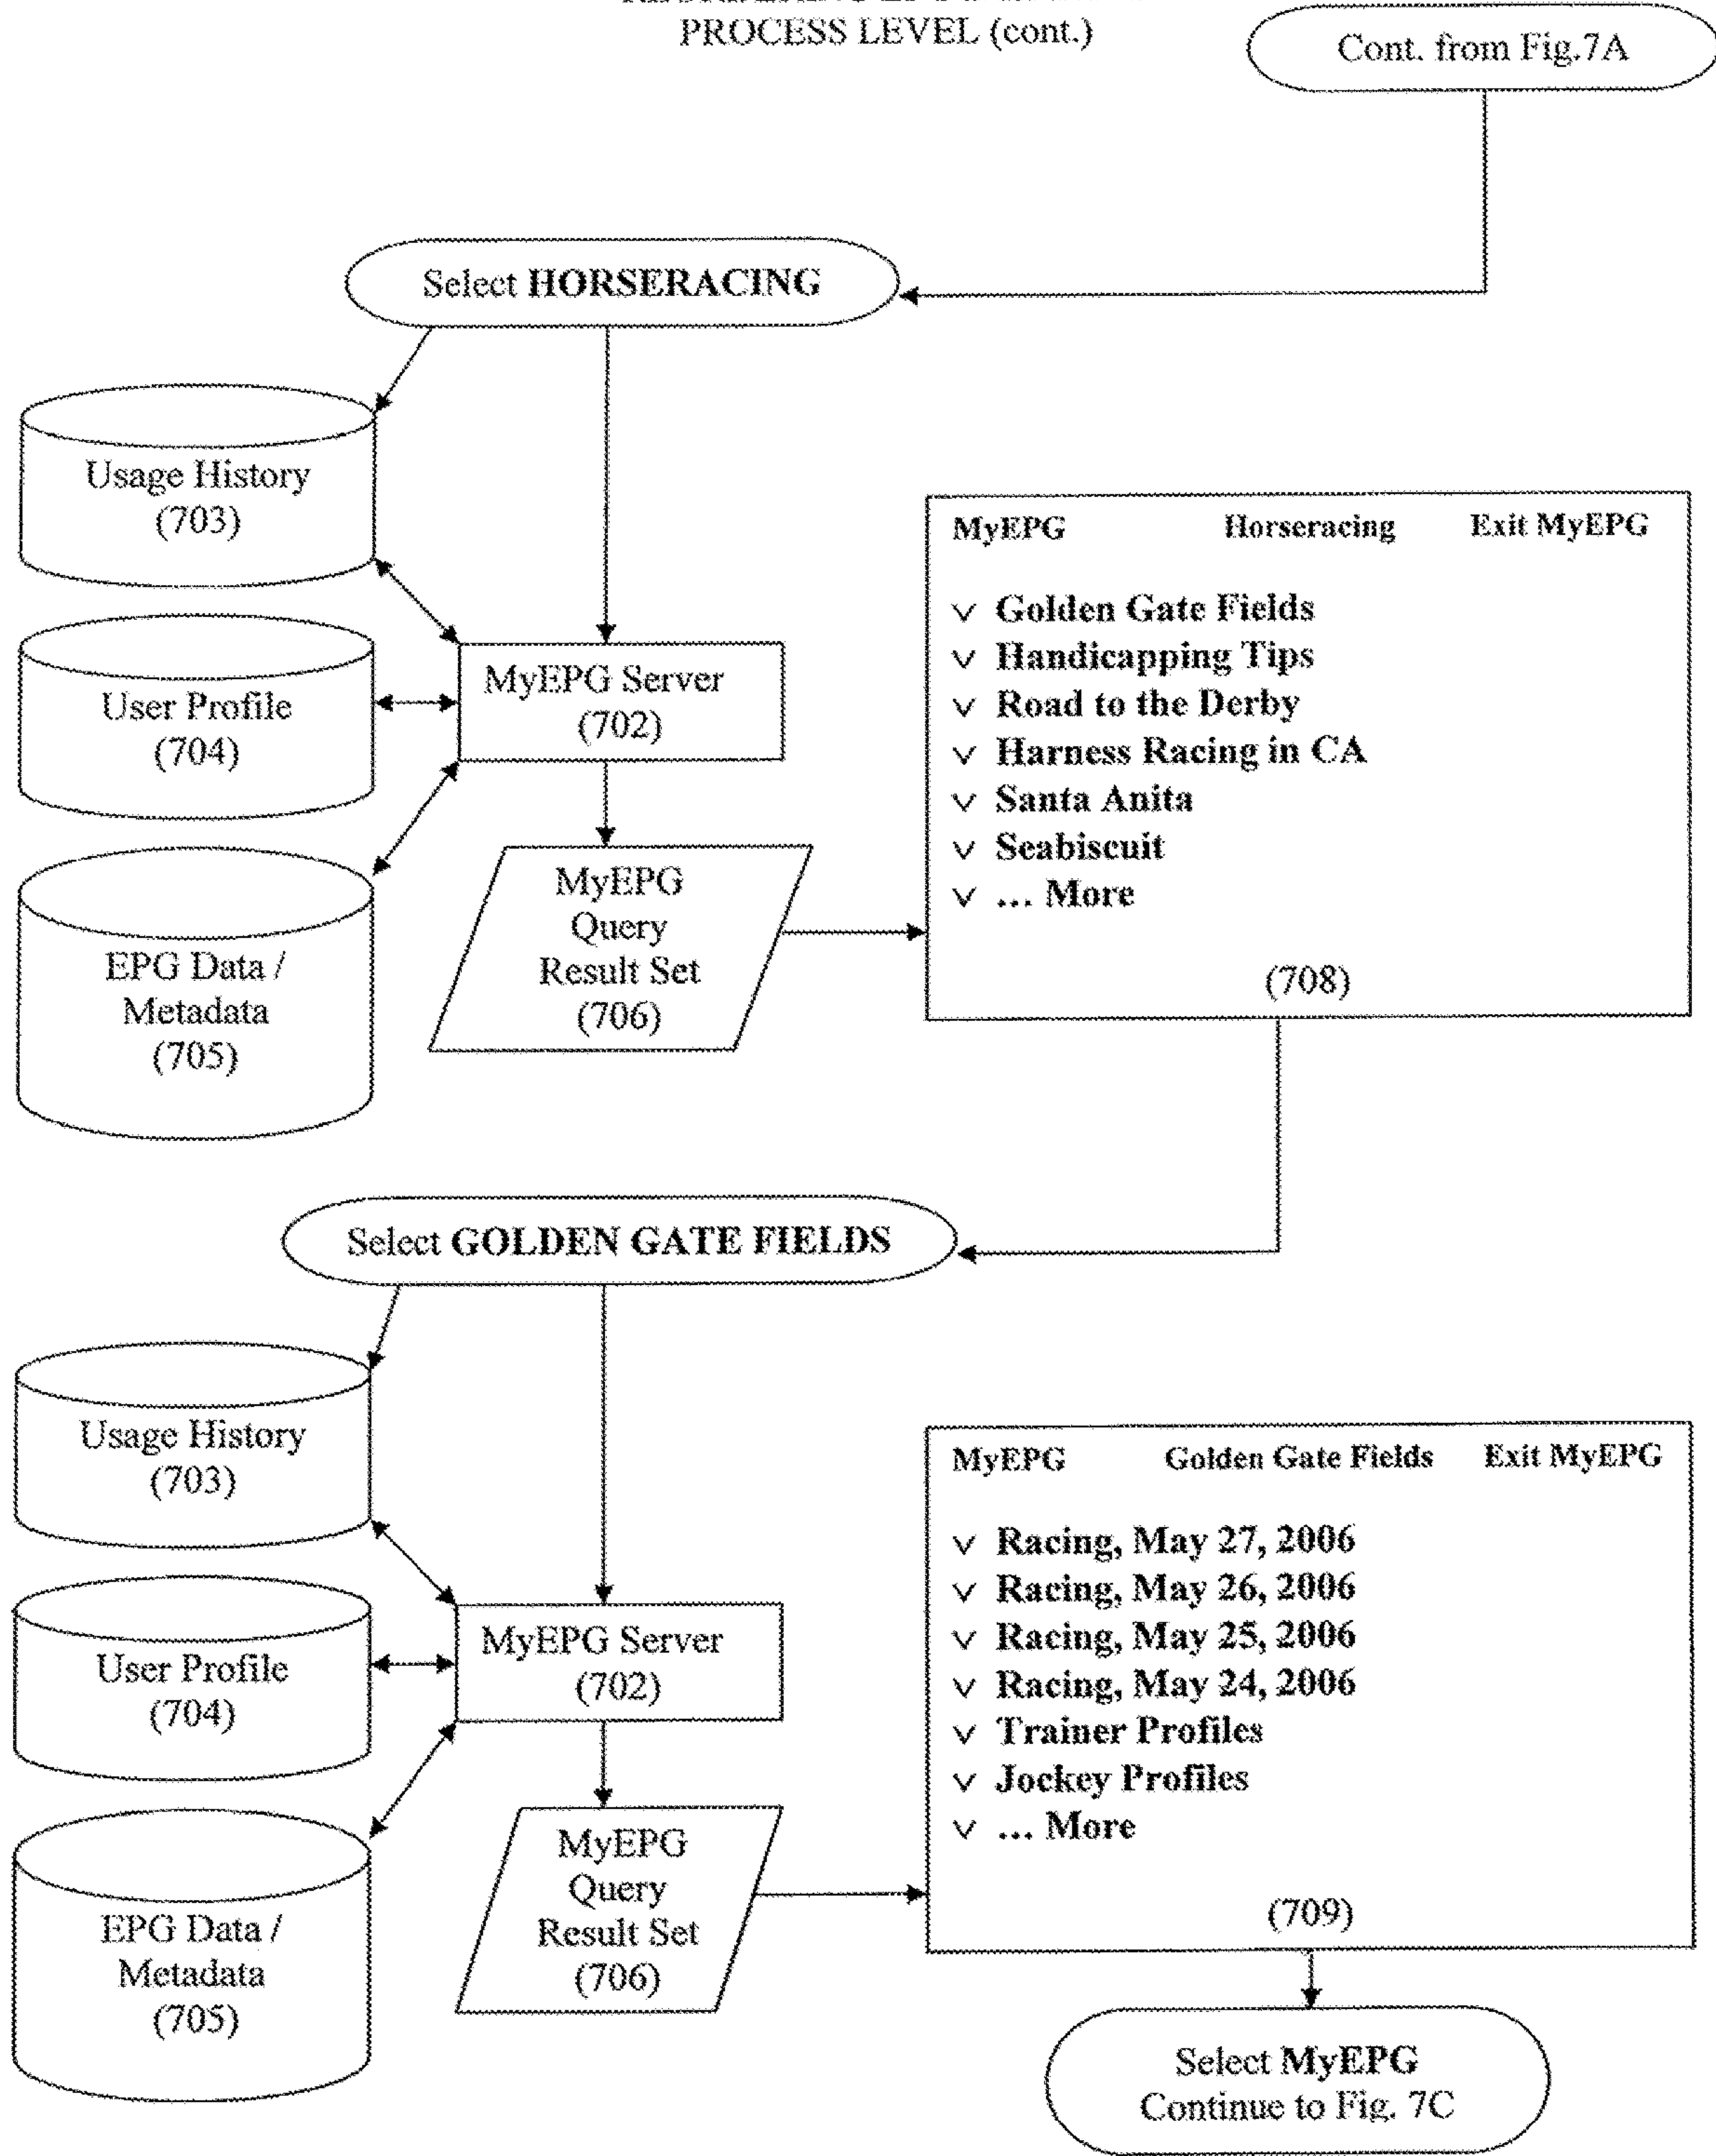 PROCESS LEVEL (cont.)
Cont. from Fig.7A
Select HORSERACING
Usage History
(703)
User Profile
(704)
EPG Data /
Metadata
(705)
MyEPG Server
(702)
MyEPG
Query
Result Set
(706)
MyEPG Horseracing Exit MyEPG
v Golden Gate Fields
v Handicapping Tips
v Road to the Derby
v Harness Racing in CA
v Santa Anita
v Seabiscuit
v ... More
(708)
Select GOLDEN GATE FIELDS
Usage History
(703)
User Profile
(704)
EPG Data /
Metadata
(705)
MyEPG Server
(702)
MyEPG
Query
Result Set
(706)
MyEPG Golden Gate Fields Exit MyEPG
v Racing, May 27, 2006
v Racing, May 26, 2006
v Racing, May 25, 2006
v Racing, May 24, 2006
v Trainer Profiles
v Jockey Profiles
v ... More
(709)
Select MyEPG
Continue to Fig. 7C